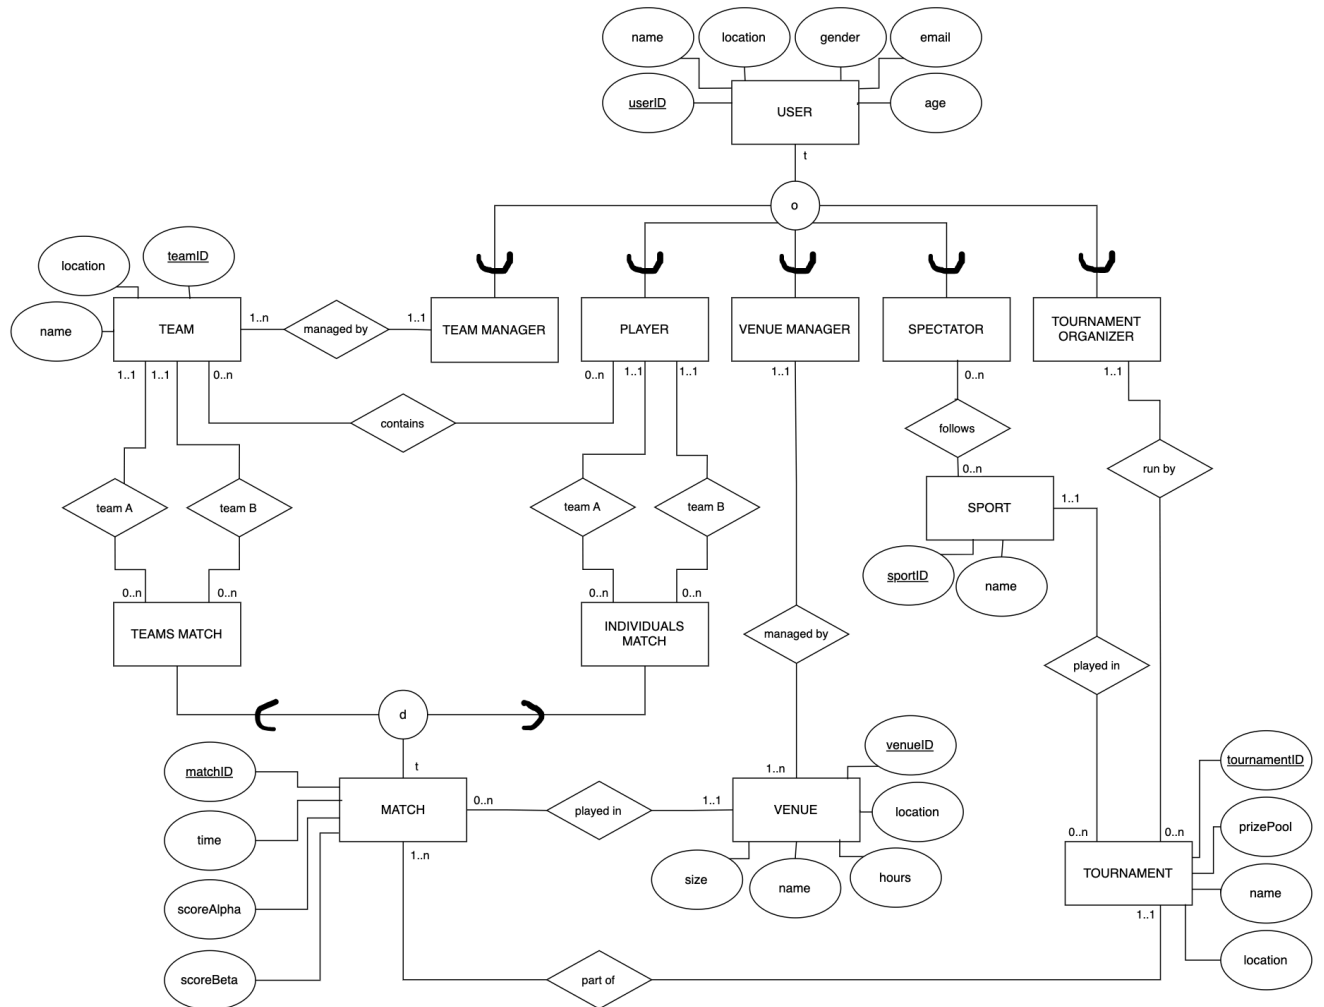 name
location
gender
email
userID
USER
age
t
o
location
teamID
name
TEAM
1..n
managed by
1..1
TEAM MANAGER
PLAYER
VENUE MANAGER
SPECTATOR
TOURNAMENT
ORGANIZER
1..1
1..1
0..n
0..n
1..1
1..1
1..1
0..n
1..1
contains
follows
0..n
run by
team A
team B
team A
team B
SPORT
1..1
sportID
name
0..n
0..n
0..n
0..n
TEAMS MATCH
INDIVIDUALS
MATCH
managed by
played in
d
t
matchID
time
scoreAlpha
scoreBeta
MATCH
0..n
played in
1..1
1..n
VENUE
venueID
location
size
name
hours
1..n
0..n
0..n
TOURNAMENT
tournamentID
prizePool
name
location
1..1
part of